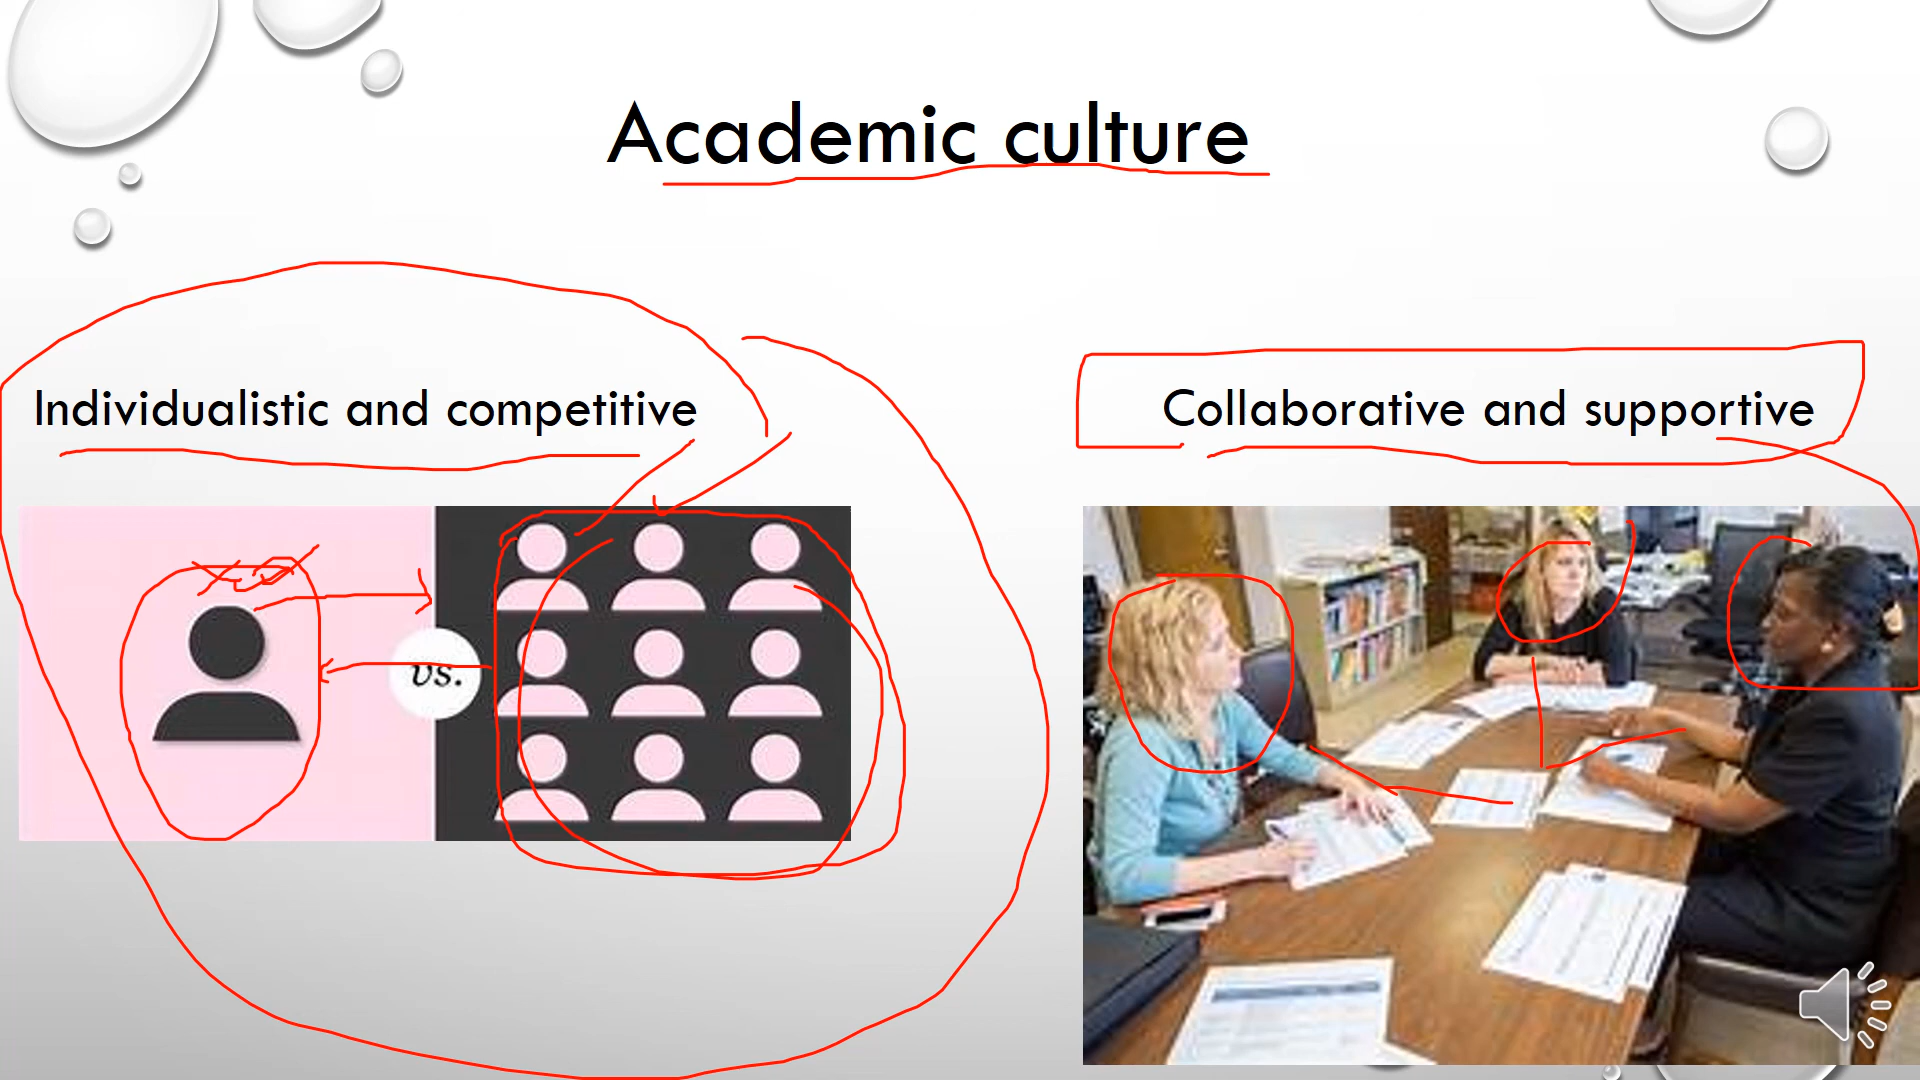 Academic culture
Individualistic and competitive
Collaborative and supportive
vs.